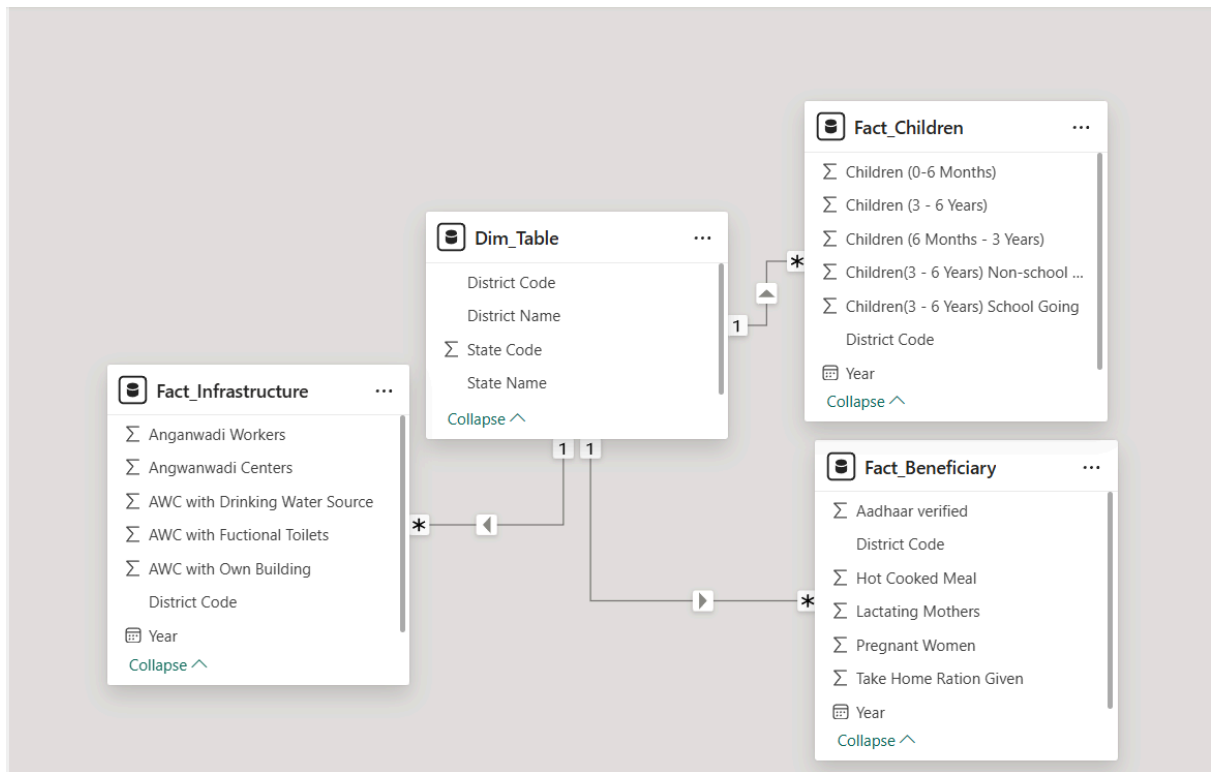 Fact_Children
Children (0-6 Months)
Children (3 - 6 Years)
Children (6 Months - 3 Years)
Children(3 - 6 Years) Non-school ...
Children(3 - 6 Years) School Going
District Code
Year
Collapse
Dim_Table
District Code
District Name
State Code
State Name
Collapse
Fact_Infrastructure
Anganwadi Workers
Angwanwadi Centers
AWC with Drinking Water Source
AWC with Fuctional Toilets
AWC with Own Building
District Code
Year
Collapse
Fact_Beneficiary
Aadhaar verified
District Code
Hot Cooked Meal
Lactating Mothers
Pregnant Women
Take Home Ration Given
Year
Collapse
1
*
1
1
*
*